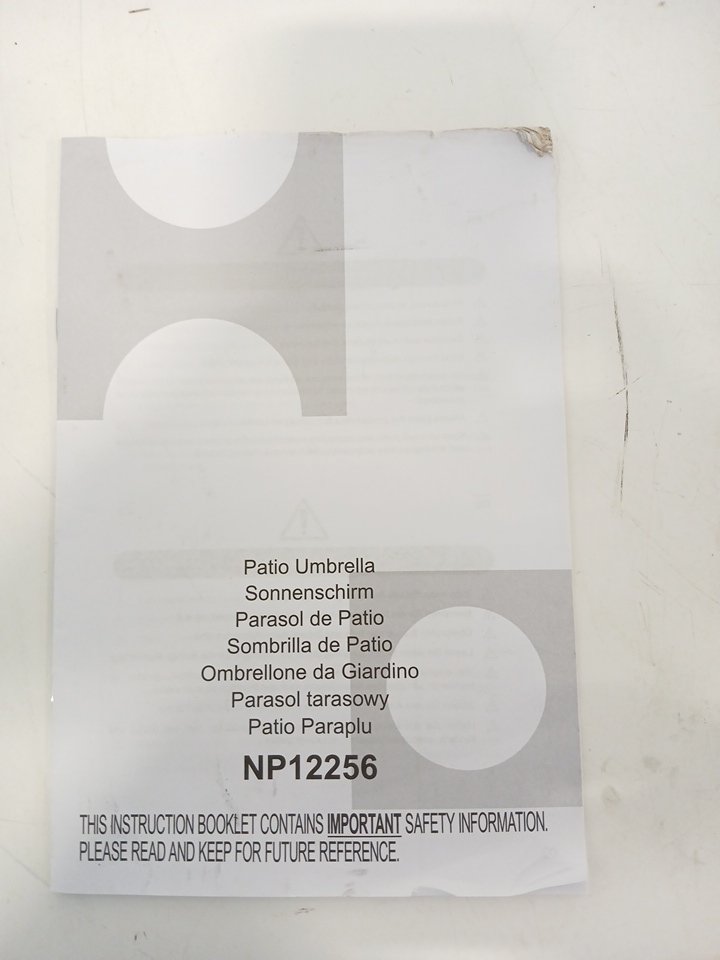 Patio Umbrella
Sonnenschirm
Parasol de Patio
Sombrilla de Patio
Ombrellone da Giardino
Parasol tarasowy
Patio Paraplu
NP12256
THIS INSTRUCTION BOOKLET CONTAINS IMPORTANT SAFETY INFORMATION.
PLEASE READ AND KEEP FOR FUTURE REFERENCE.